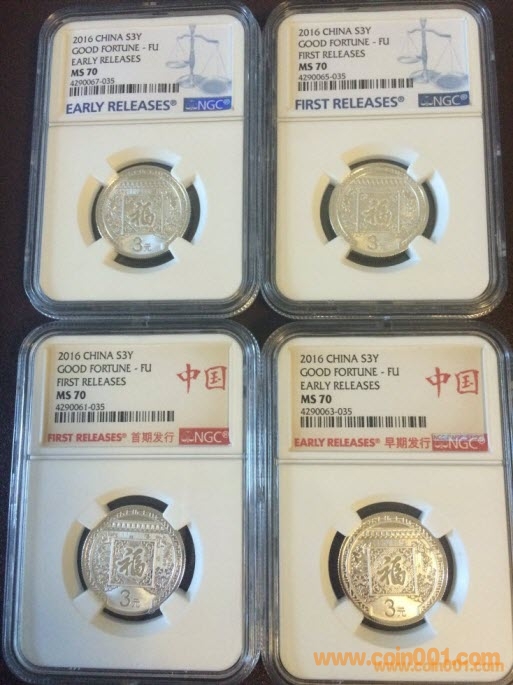 2016 CHINA S3Y
GOOD FORTUNE - FU
EARLY RELEASES
MS 70
4290067-035
EARLY RELEASES® NGC
福
3元
2016 CHINA S3Y
GOOD FORTUNE - FU
FIRST RELEASES
MS 70
4290065-035
FIRST RELEASES® NGC
福
3元
2016 CHINA S3Y
GOOD FORTUNE - FU
FIRST RELEASES
MS 70
4290061-035
中国
FIRST RELEASES® 首期发行 NGC
福
3元
2016 CHINA S3Y
GOOD FORTUNE - FU
EARLY RELEASES
MS 70
4290063-035
中国
EARLY RELEASES® 早期发行 NGC
福
3元
www.coin001.com
www.coin001.com